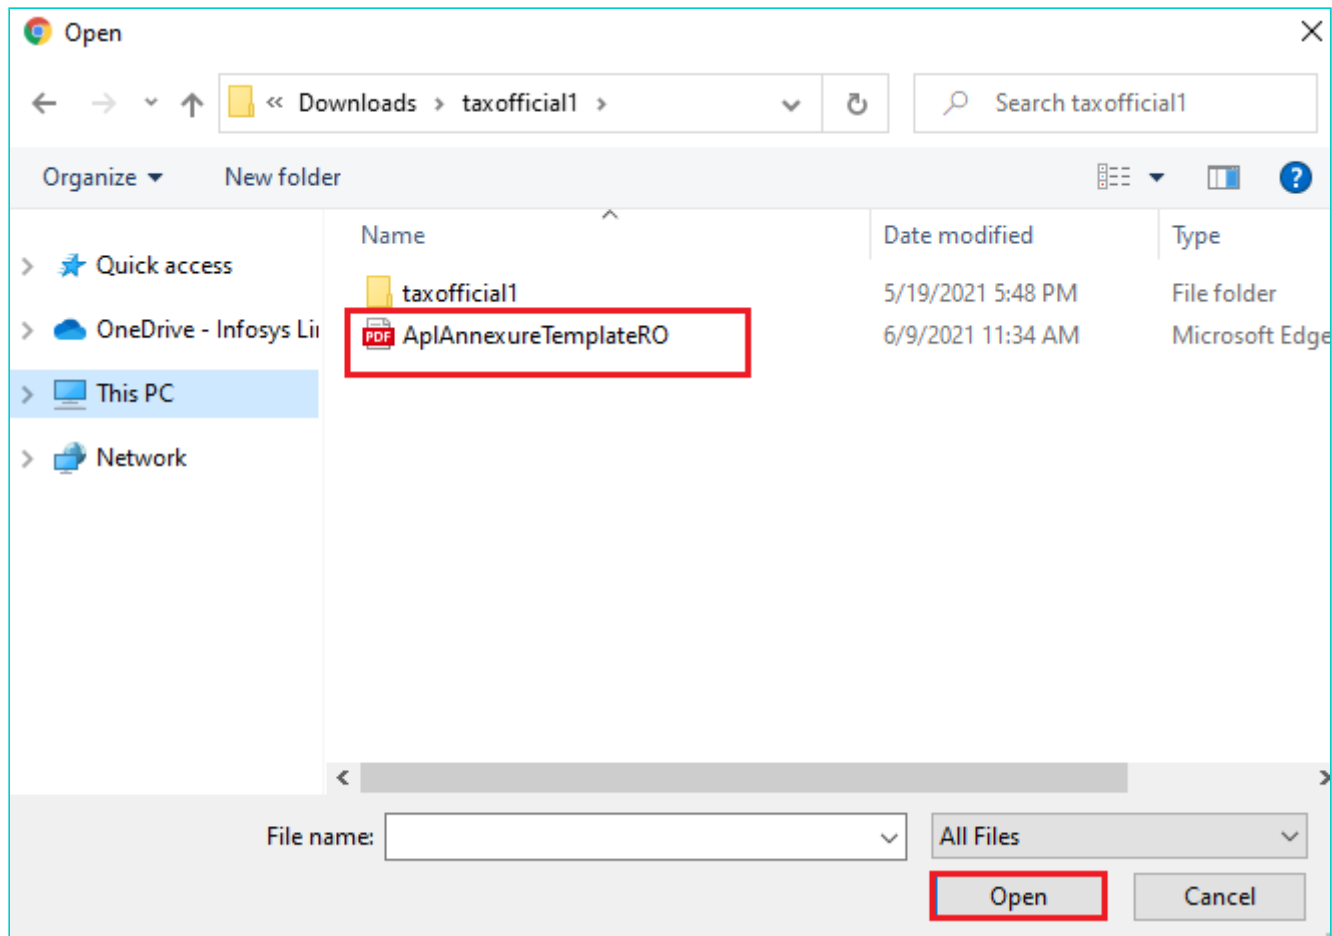 Open
« Downloads › taxofficial1 ›
Search taxofficial1
Organize
New folder
?
Name
Date modified
Type
Quick access
taxofficial1
5/19/2021 5:48 PM
File folder
OneDrive - Infosys Lir
PDF
AplAnnexureTemplateRO
6/9/2021 11:34 AM
Microsoft Edge
This PC
Network
File name:
All Files
Open
Cancel